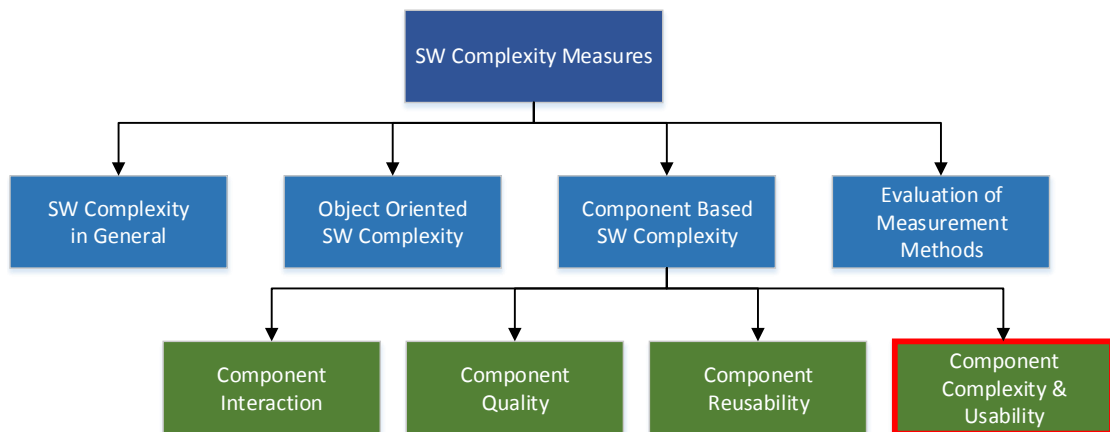 SW Complexity Measures
SW Complexity
in General
Object Oriented
SW Complexity
Component Based
SW Complexity
Evaluation of
Measurement
Methods
Component
Interaction
Component
Quality
Component
Reusability
Component
Complexity &
Usability